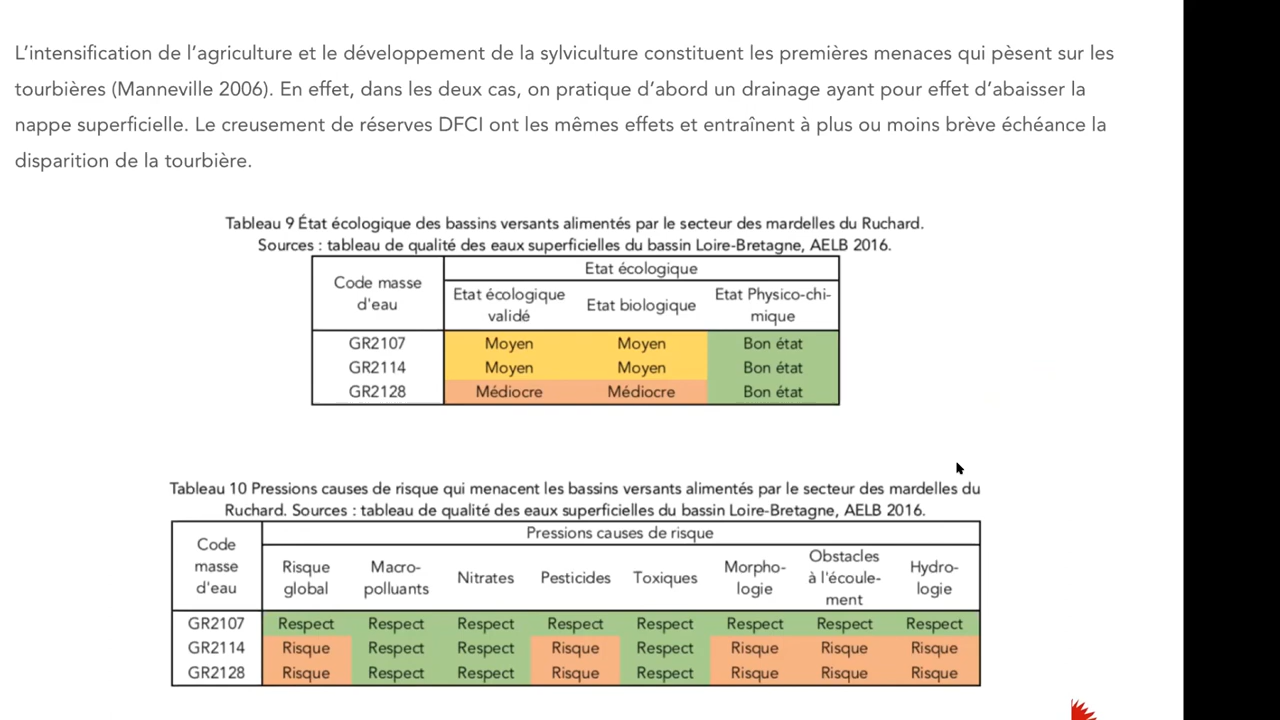 L’intensification de l’agriculture et le développement de la sylviculture constituent les premières menaces qui pèsent sur les
tourbières (Manneville 2006). En effet, dans les deux cas, on pratique d’abord un drainage ayant pour effet d’abaisser la
nappe superficielle. Le creusement de réserves DFCI ont les mêmes effets et entraînent à plus ou moins brève échéance la
disparition de la tourbière.
Tableau 9 État écologique des bassins versants alimentés par le secteur des mardelles du Ruchard.
Sources : tableau de qualité des eaux superficielles du bassin Loire-Bretagne, AELB 2016.
Code masse d'eau
Etat écologique
Etat écologique validé
Etat biologique
Etat Physico-chi-mique
GR2107 Moyen Moyen Bon état
GR2114 Moyen Moyen Bon état
GR2128 Médiocre Médiocre Bon état
Tableau 10 Pressions causes de risque qui menacent les bassins versants alimentés par le secteur des mardelles du
Ruchard. Sources : tableau de qualité des eaux superficielles du bassin Loire-Bretagne, AELB 2016.
Code masse d'eau
Pressions causes de risque
Risque global
Macro-polluants
Nitrates
Pesticides
Toxiques
Morpho-logie
Obstacles à l'écoule-ment
Hydro-logie
GR2107 Respect Respect Respect Respect Respect Respect Respect Respect
GR2114 Risque Respect Respect Risque Respect Risque Risque Risque
GR2128 Risque Respect Respect Risque Respect Risque Risque Risque